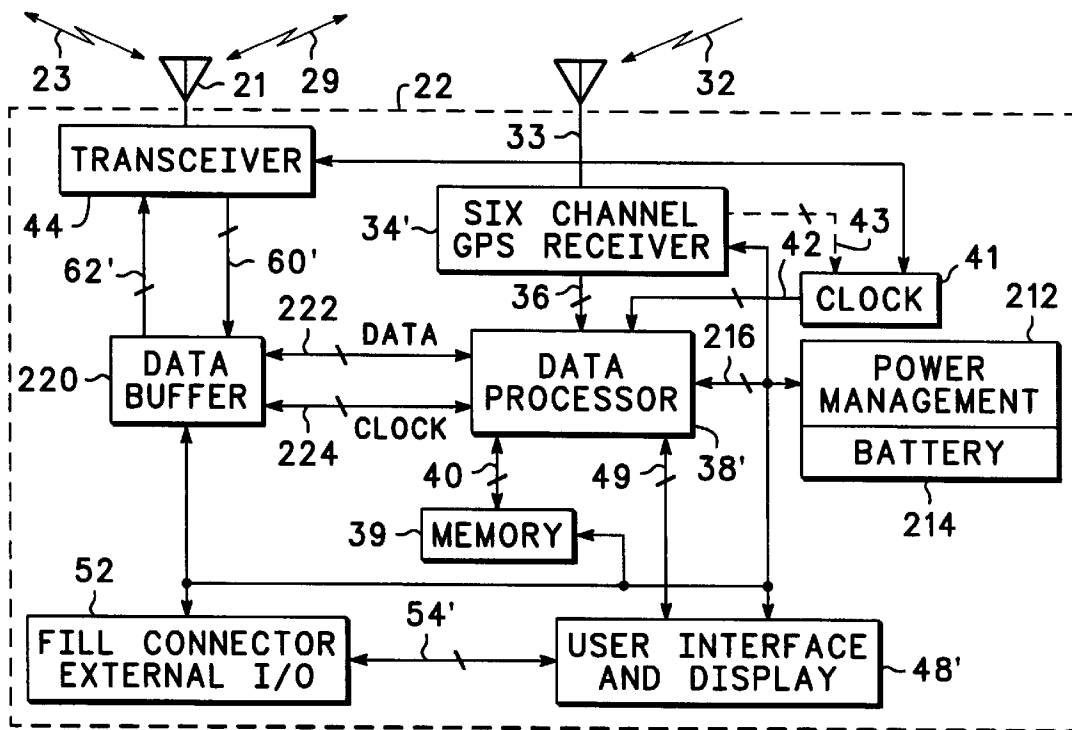 23
21
29
22
32
33
TRANSCEIVER
44
SIX CHANNEL
GPS RECEIVER
34'
43
42
41
CLOCK
62'
60'
36
222
DATA
216
212
DATA
BUFFER
220
DATA
PROCESSOR
POWER
MANAGEMENT
224
CLOCK
38'
BATTERY
214
40
49
39
MEMORY
52
54'
FILL CONNECTOR
EXTERNAL I/O
USER INTERFACE
AND DISPLAY
48'